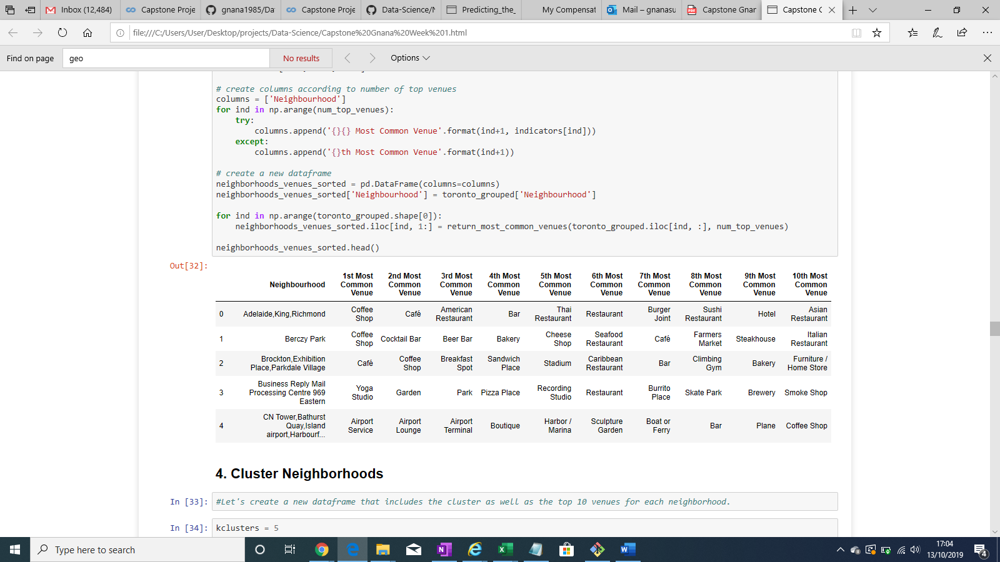 Inbox (12,484)
Capstone Proje
gnana1985/Da
Capstone Proje
Data-Science/N
Predicting_the_
My Compensat
Mail – gnanasu
Capstone Gnar
Capstone G
file:///C:/Users/User/Desktop/projects/Data-Science/Capstone%20Gnana%20Week%201.html
Find on page geo No results Options
# create columns according to number of top venues
columns = ['Neighbourhood']
for ind in np.arange(num_top_venues):
    try:
        columns.append('{}{} Most Common Venue'.format(ind+1, indicators[ind]))
    except:
        columns.append('{}th Most Common Venue'.format(ind+1))
# create a new dataframe
neighborhoods_venues_sorted = pd.DataFrame(columns=columns)
neighborhoods_venues_sorted['Neighbourhood'] = toronto_grouped['Neighbourhood']
for ind in np.arange(toronto_grouped.shape[0]):
    neighborhoods_venues_sorted.iloc[ind, 1:] = return_most_common_venues(toronto_grouped.iloc[ind, :], num_top_venues)
neighborhoods_venues_sorted.head()
Out[32]:
Neighbourhood 1st Most Common Venue 2nd Most Common Venue 3rd Most Common Venue 4th Most Common Venue 5th Most Common Venue 6th Most Common Venue 7th Most Common Venue 8th Most Common Venue 9th Most Common Venue 10th Most Common Venue
0 Adelaide,King,Richmond Coffee Shop Café American Restaurant Bar Thai Restaurant Restaurant Burger Joint Sushi Restaurant Hotel Asian Restaurant
1 Berczy Park Coffee Shop Cocktail Bar Beer Bar Bakery Cheese Shop Seafood Restaurant Café Farmers Market Steakhouse Italian Restaurant
2 Brockton,Exhibition Place,Parkdale Village Café Coffee Shop Breakfast Spot Sandwich Place Stadium Caribbean Restaurant Bar Climbing Gym Bakery Furniture / Home Store
3 Business Reply Mail Processing Centre 969 Eastern Yoga Studio Garden Park Pizza Place Recording Studio Restaurant Burrito Place Skate Park Brewery Smoke Shop
4 CN Tower,Bathurst Quay,Island airport,Harbourf... Airport Service Airport Lounge Airport Terminal Boutique Harbor / Marina Sculpture Garden Boat or Ferry Bar Plane Coffee Shop
4. Cluster Neighborhoods
In [33]: #Let's create a new dataframe that includes the cluster as well as the top 10 venues for each neighborhood.
In [34]: kclusters = 5
Type here to search
17:04
13/10/2019
4